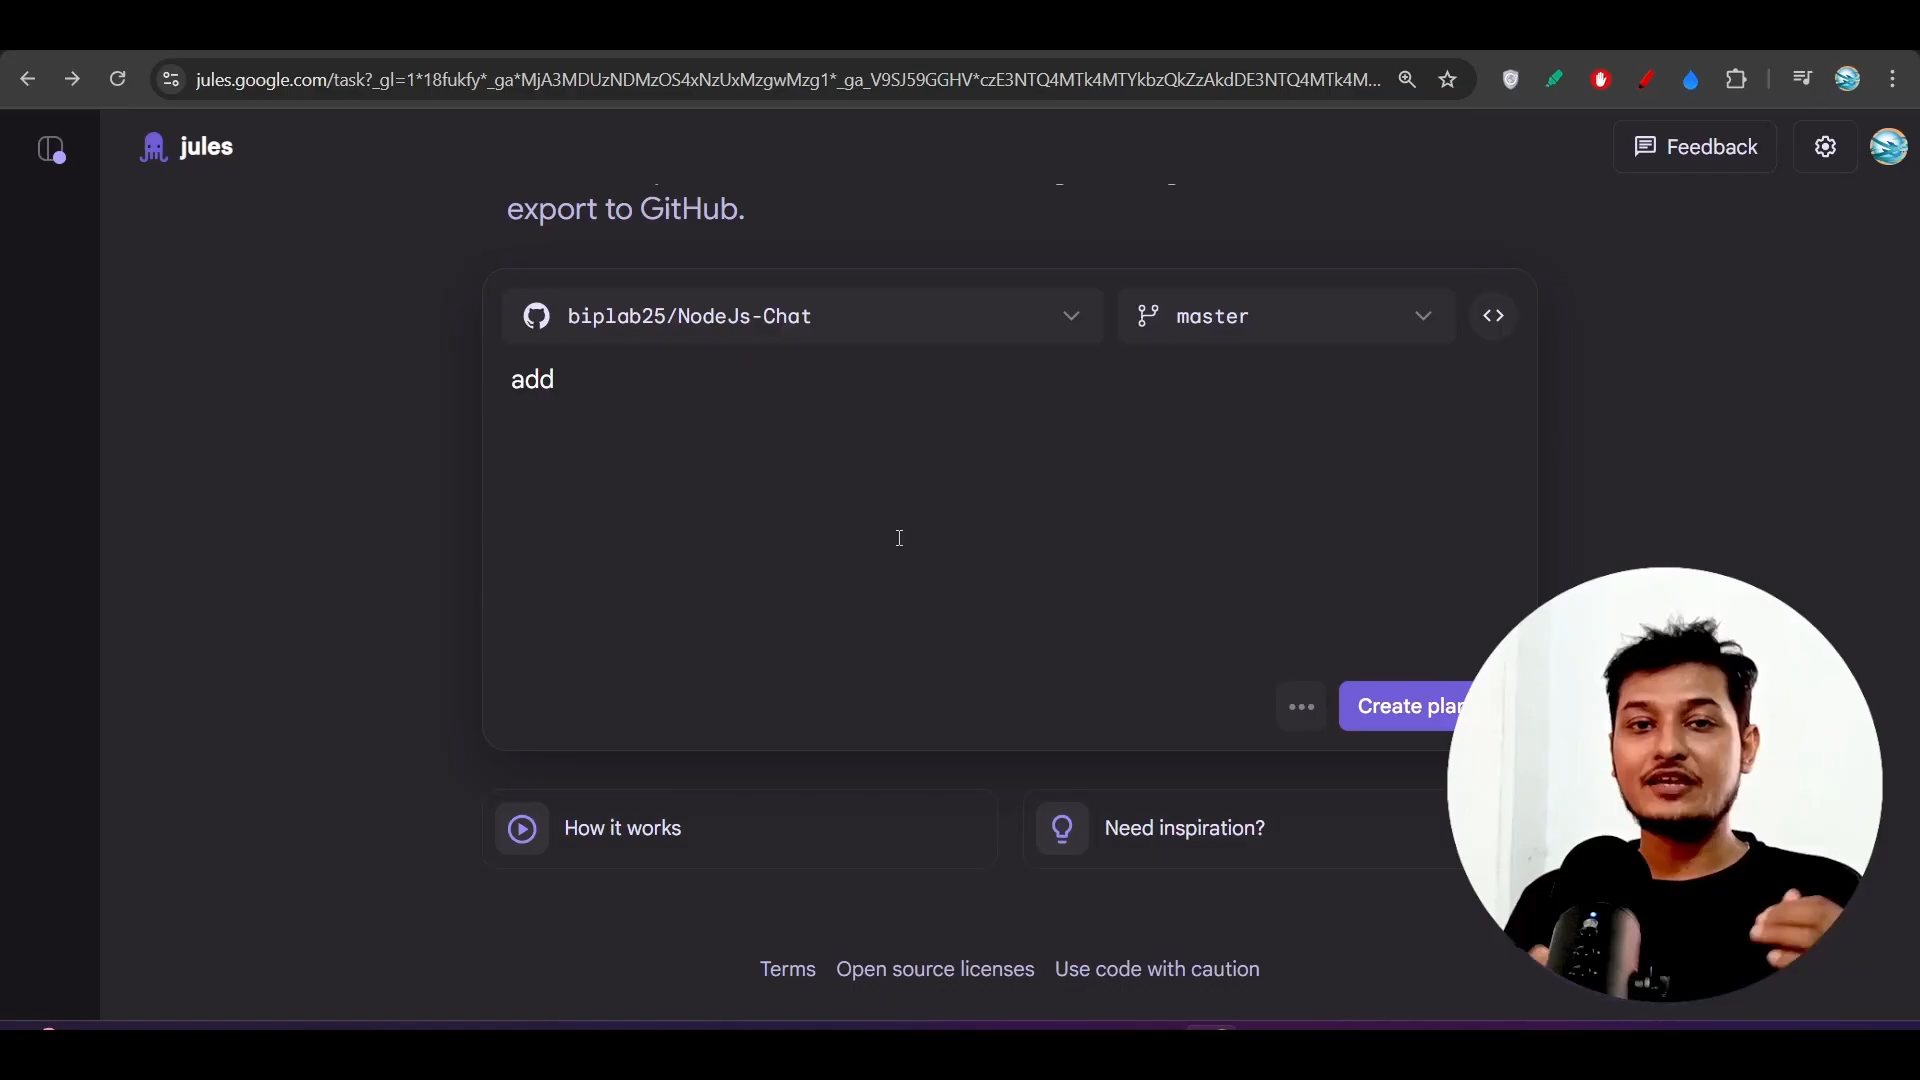 jules.google.com/task?_gl=1*18fukfy*_ga*MjA3MDUzNDMzOS4xNzUxMzgwMzg1*_ga_V9SJ59GGHV*czE3NTQ4MTk4MTYkbzQkZzAkdDE3NTQ4MTk4M...
jules
Feedback
export to GitHub.
biplab25/NodeJs-Chat
master
add
Create plan
How it works
Need inspiration?
Terms Open source licenses Use code with caution